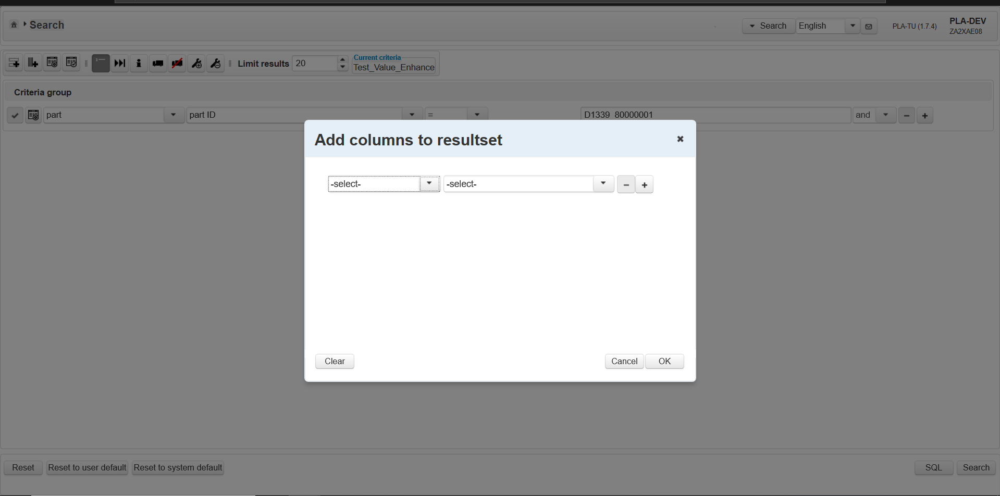 Search
Search
English
PLA-TU (1.7.4)
PLA-DEV
ZA2XAE08
Limit results
20
Current criteria
Test_Value_Enhance
Criteria group
part
part ID
=
D1339_80000001
and
Add columns to resultset
-select-
-select-
Clear
Cancel
OK
Reset
Reset to user default
Reset to system default
SQL
Search